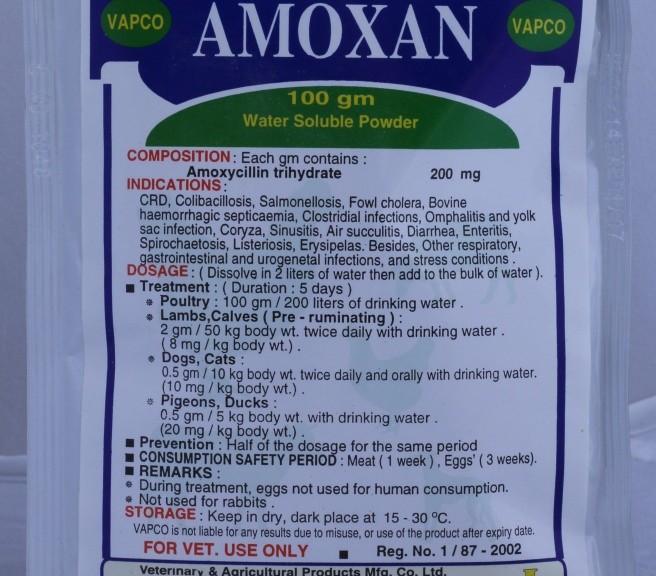 VAPCO
AMOXAN
VAPCO
100 gm
Water Soluble Powder
COMPOSITION : Each gm contains :
Amoxycillin trihydrate 200 mg
INDICATIONS :
CRD, Colibacillosis, Salmonellosis, Fowl cholera, Bovine
haemorrhagic septicaemia, Clostridial infections, Omphalitis and yolk
sac infection, Coryza, Sinusitis, Air succulitis, Diarrhea, Enteritis,
Spirochaetosis, Listeriosis, Erysipelas. Besides, Other respiratory,
gastrointestinal and urogenetal infections, and stress conditions .
DOSAGE : ( Dissolve in 2 liters of water then add to the bulk of water ).
■ Treatment : ( Duration : 5 days )
* Poultry : 100 gm / 200 liters of drinking water .
* Lambs,Calves ( Pre - ruminating ) :
2 gm / 50 kg body wt. twice daily with drinking water .
( 8 mg / kg body wt.) .
* Dogs, Cats :
0.5 gm / 10 kg body wt. twice daily and orally with drinking water.
(10 mg / kg body wt.) .
* Pigeons, Ducks :
0.5 gm / 5 kg body wt. with drinking water .
(20 mg / kg body wt.) .
■ Prevention : Half of the dosage for the same period
■ CONSUMPTION SAFETY PERIOD : Meat ( 1 week ) , Eggs' ( 3 weeks).
■ REMARKS :
* During treatment, eggs not used for human consumption.
* Not used for rabbits .
STORAGE : Keep in dry, dark place at 15 - 30 ºC.
VAPCO is not liable for any results due to misuse, or use of the product after expiry date.
FOR VET. USE ONLY ■ Reg. No. 1 / 87 - 2002
Veterinary & Agricultural Products Mfg. Co. Ltd.